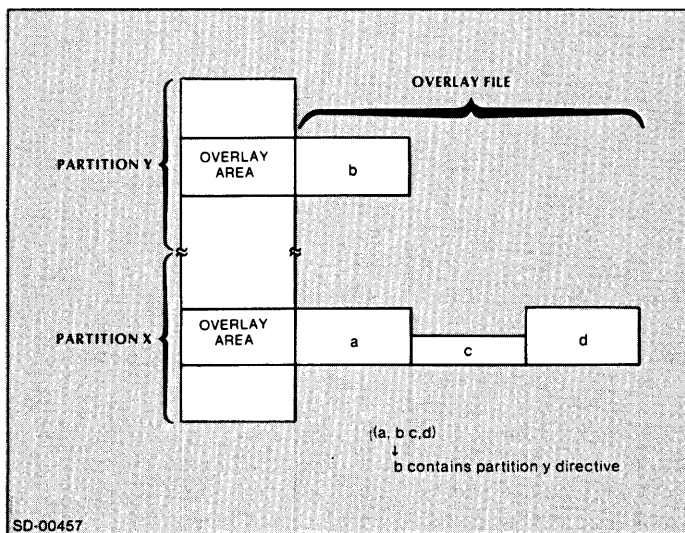 OVERLAY FILE
PARTITION Y
OVERLAY
AREA
b
PARTITION X
OVERLAY
AREA
a
c
d
(a, b c,d)
b contains partition y directive
SD-00457